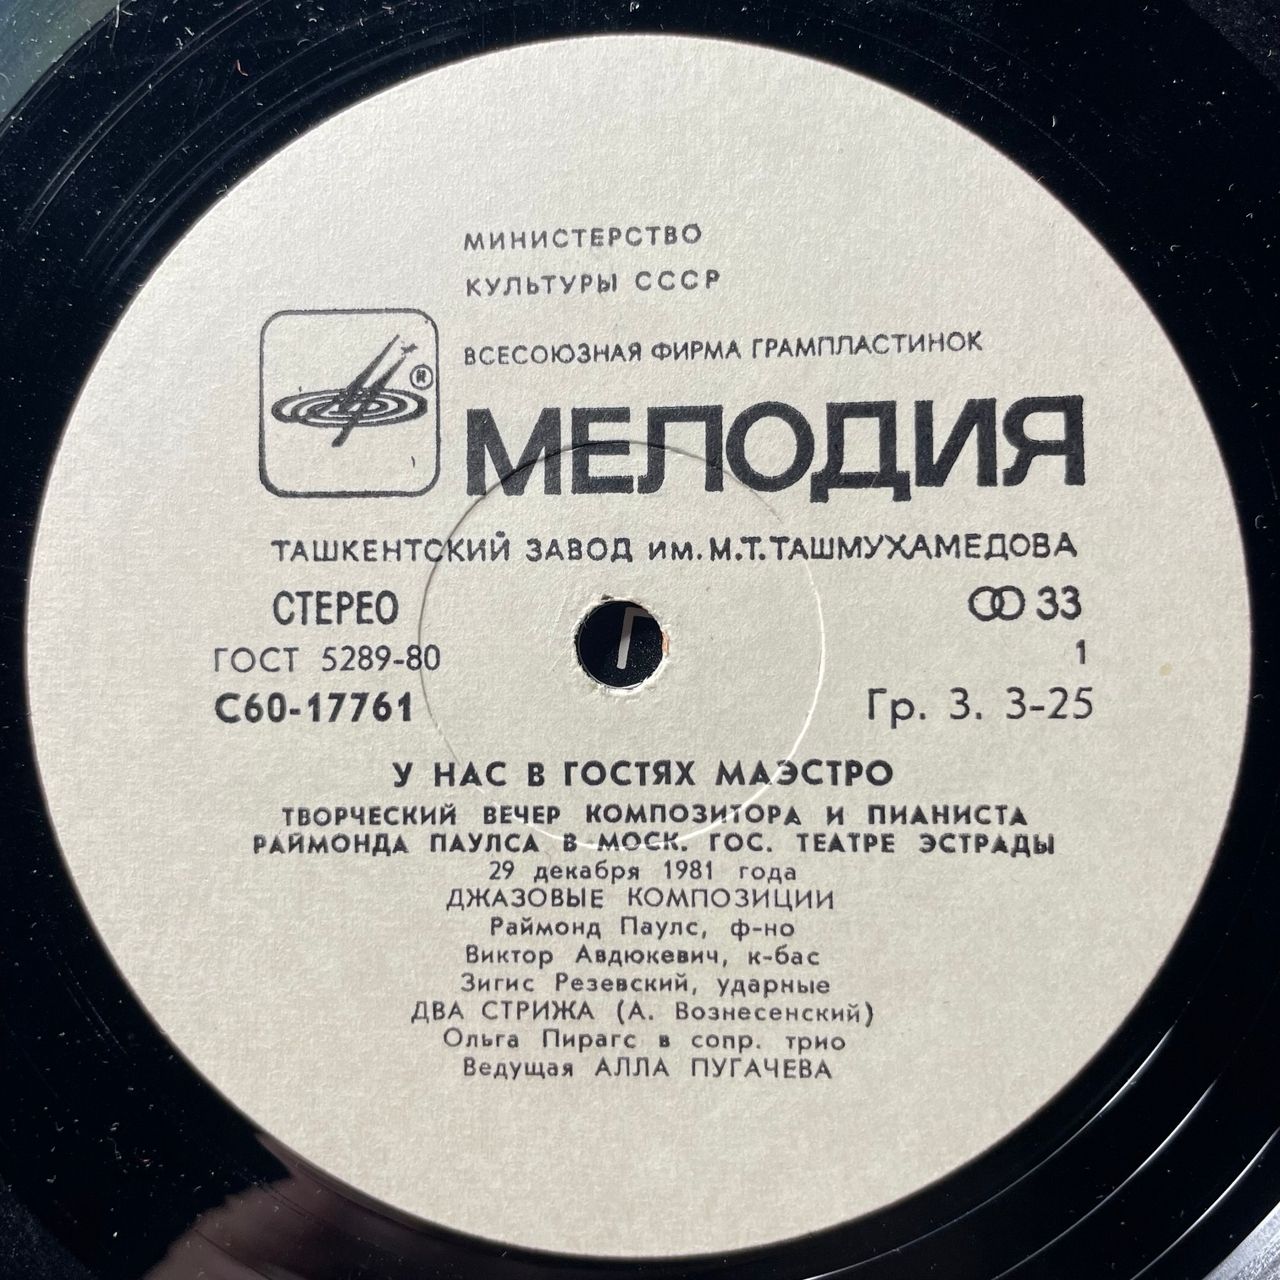 МИНИСТЕРСТВО
КУЛЬТУРЫ СССР
ВСЕСОЮЗНАЯ ФИРМА ГРАМПЛАСТИНОК
МЕЛОДИЯ
ТАШКЕНТСКИЙ ЗАВОД им. М.Т. ТАШМУХАМЕДОВА
СТЕРЕО
33
ГОСТ 5289-80
1
С60-17761
Гр. 3. 3-25
У НАС В ГОСТЯХ МАЭСТРО
ТВОРЧЕСКИЙ ВЕЧЕР КОМПОЗИТОРА И ПИАНИСТА
РАЙМОНДА ПАУЛСА В МОСК. ГОС. ТЕАТРЕ ЭСТРАДЫ
29 декабря 1981 года
ДЖАЗОВЫЕ КОМПОЗИЦИИ
Раймонд Паулс, ф-но
Виктор Авдюкевич, к-бас
Зигис Резевский, ударные
ДВА СТРИЖА (А. Вознесенский)
Ольга Пирагс в сопр. трио
Ведущая АЛЛА ПУГАЧЕВА